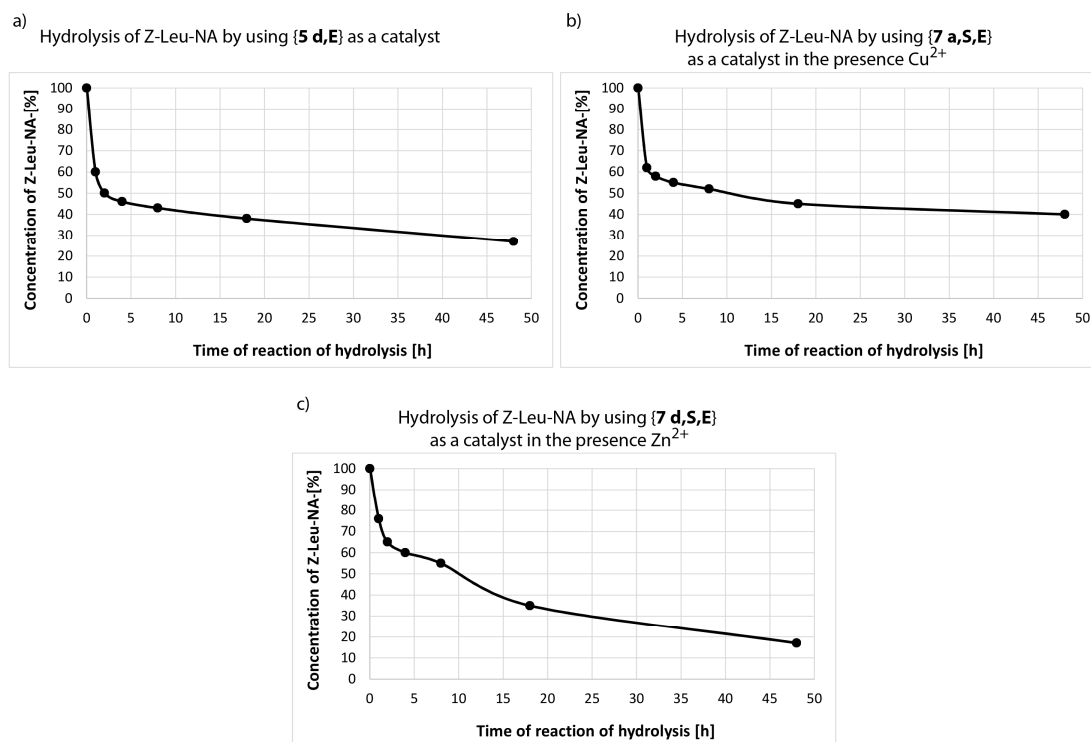 a)
Hydrolysis of Z-Leu-NA by using {5 d,E} as a catalyst
Concentration of Z-Leu-NA-[%]
100
90
80
70
60
50
40
30
20
10
0
0 5 10 15 20 25 30 35 40 45 50
Time of reaction of hydrolysis [h]
b)
Hydrolysis of Z-Leu-NA by using {7 a,S,E}
as a catalyst in the presence Cu2+
Concentration of Z-Leu-NA-[%]
100
90
80
70
60
50
40
30
20
10
0
0 5 10 15 20 25 30 35 40 45 50
Time of reaction of hydrolysis [h]
c)
Hydrolysis of Z-Leu-NA by using {7 d,S,E}
as a catalyst in the presence Zn2+
Concentration of Z-Leu-NA-[%]
100
90
80
70
60
50
40
30
20
10
0
0 5 10 15 20 25 30 35 40 45 50
Time of reaction of hydrolysis [h]